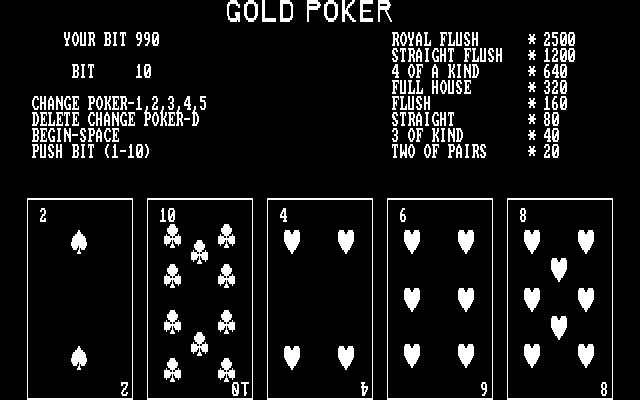 GOLD POKER
YOUR BIT 990
BIT 10
CHANGE POKER-1,2,3,4,5
DELETE CHANGE POKER-D
BEGIN-SPACE
PUSH BIT (1-10)
ROYAL FLUSH * 2500
STRAIGHT FLUSH * 1200
4 OF A KIND * 640
FULL HOUSE * 320
FLUSH * 160
STRAIGHT * 80
3 OF KIND * 40
TWO OF PAIRS * 20
2 10 4 6 8
2 10 4 6 8